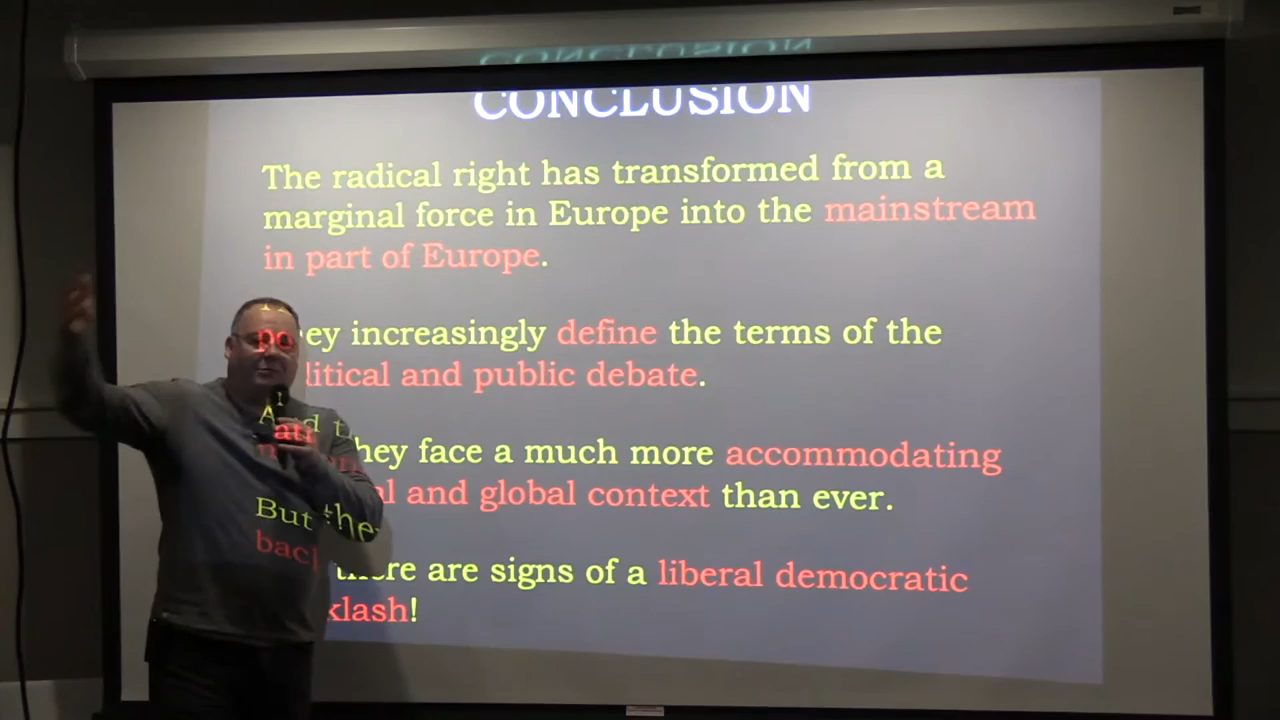 CONCLUSION
The radical right has transformed from a
marginal force in Europe into the mainstream
in part of Europe.
They increasingly define the terms of the
political and public debate.
And they face a much more accommodating
national and global context than ever.
But there are signs of a liberal democratic
backlash!